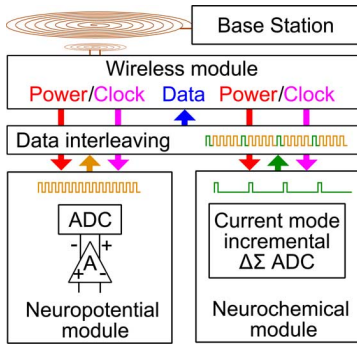 Base Station
Wireless module
Power/Clock Data Power/Clock
Data interleaving
ADC
- +
A
+ -
Neuropotential
module
Current mode
incremental
ΔΣ ADC
Neurochemical
module